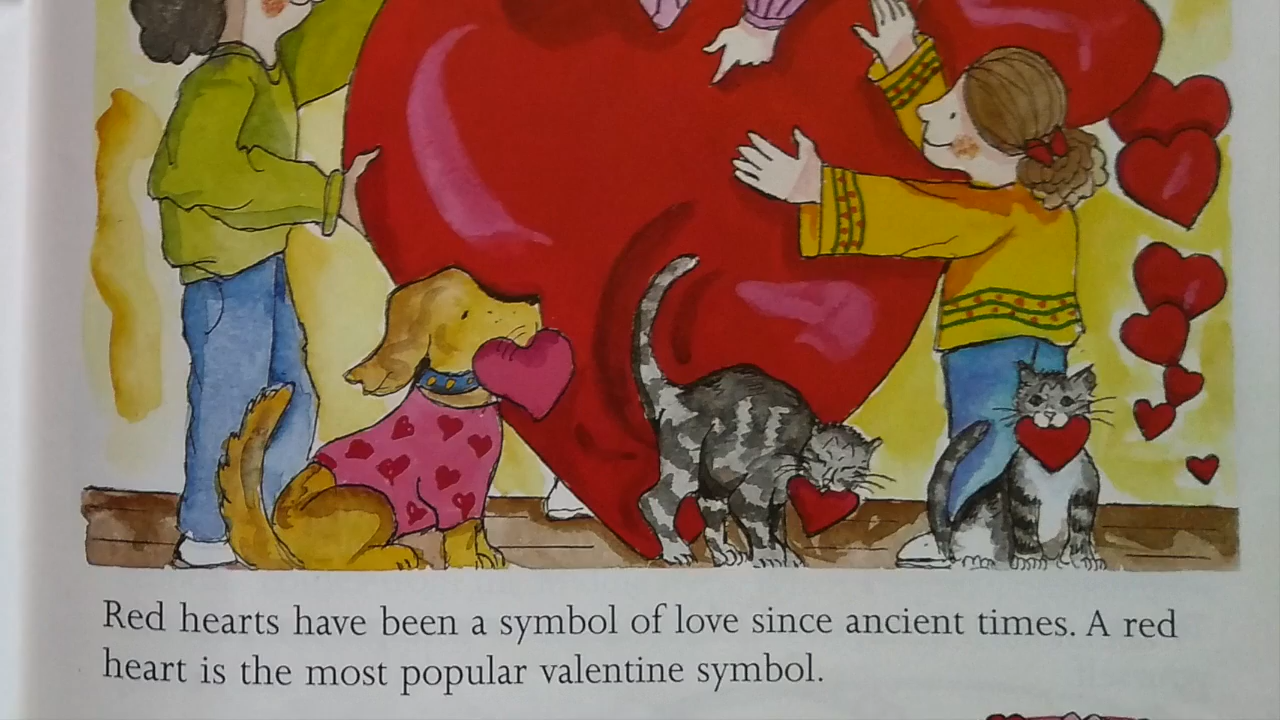 Red hearts have been a symbol of love since ancient times. A red
heart is the most popular valentine symbol.